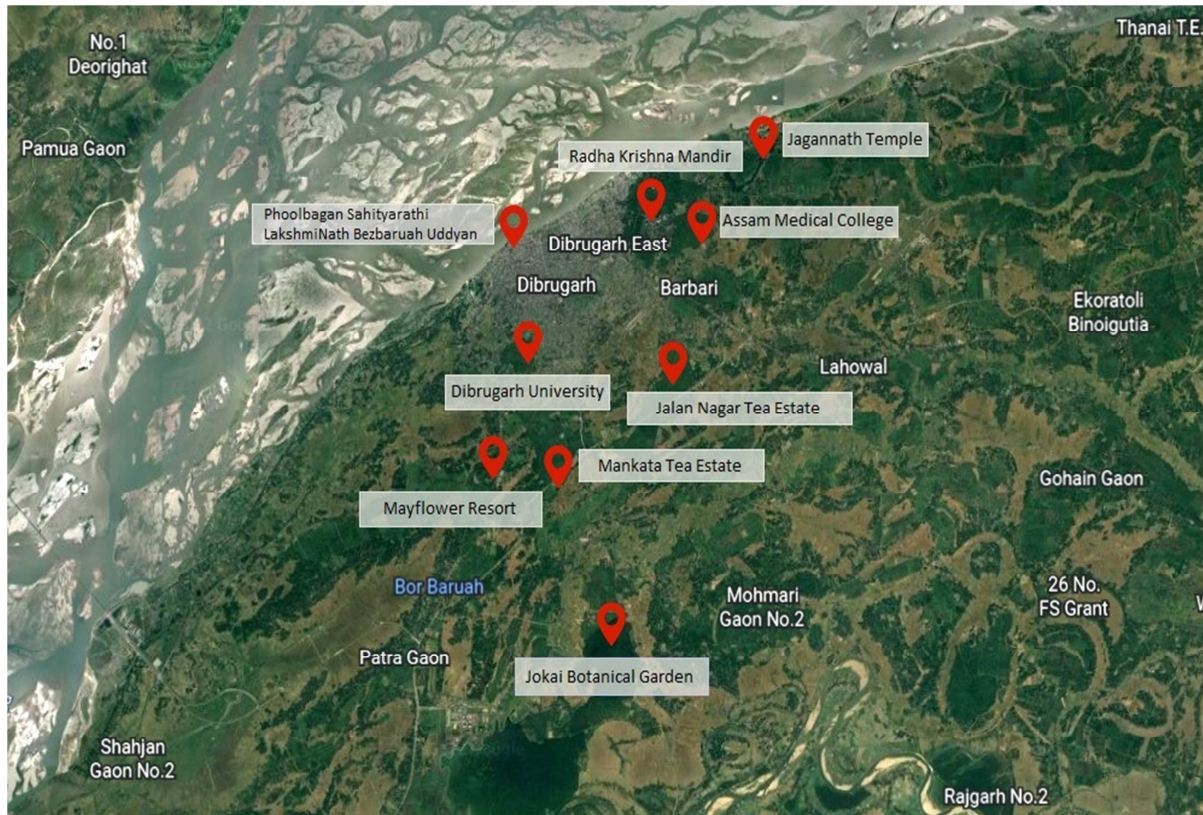 Thanai T.E.
No.1
Deorighat
Jagannath Temple
Pamua Gaon
Radha Krishna Mandir
Phoolbagan Sahityarathi
LakshmiNath Bezbaruah Uddyan
Assam Medical College
Dibrugarh East
Dibrugarh
Barbari
Ekoratoli
Binoigutia
Lahowal
Dibrugarh University
Jalan Nagar Tea Estate
Mankata Tea Estate
Gohain Gaon
Mayflower Resort
Bor Baruah
Mohmari
Gaon No.2
26 No.
FS Grant
Patra Gaon
Jokai Botanical Garden
Shahjan
Gaon No.2
Rajgarh No.2